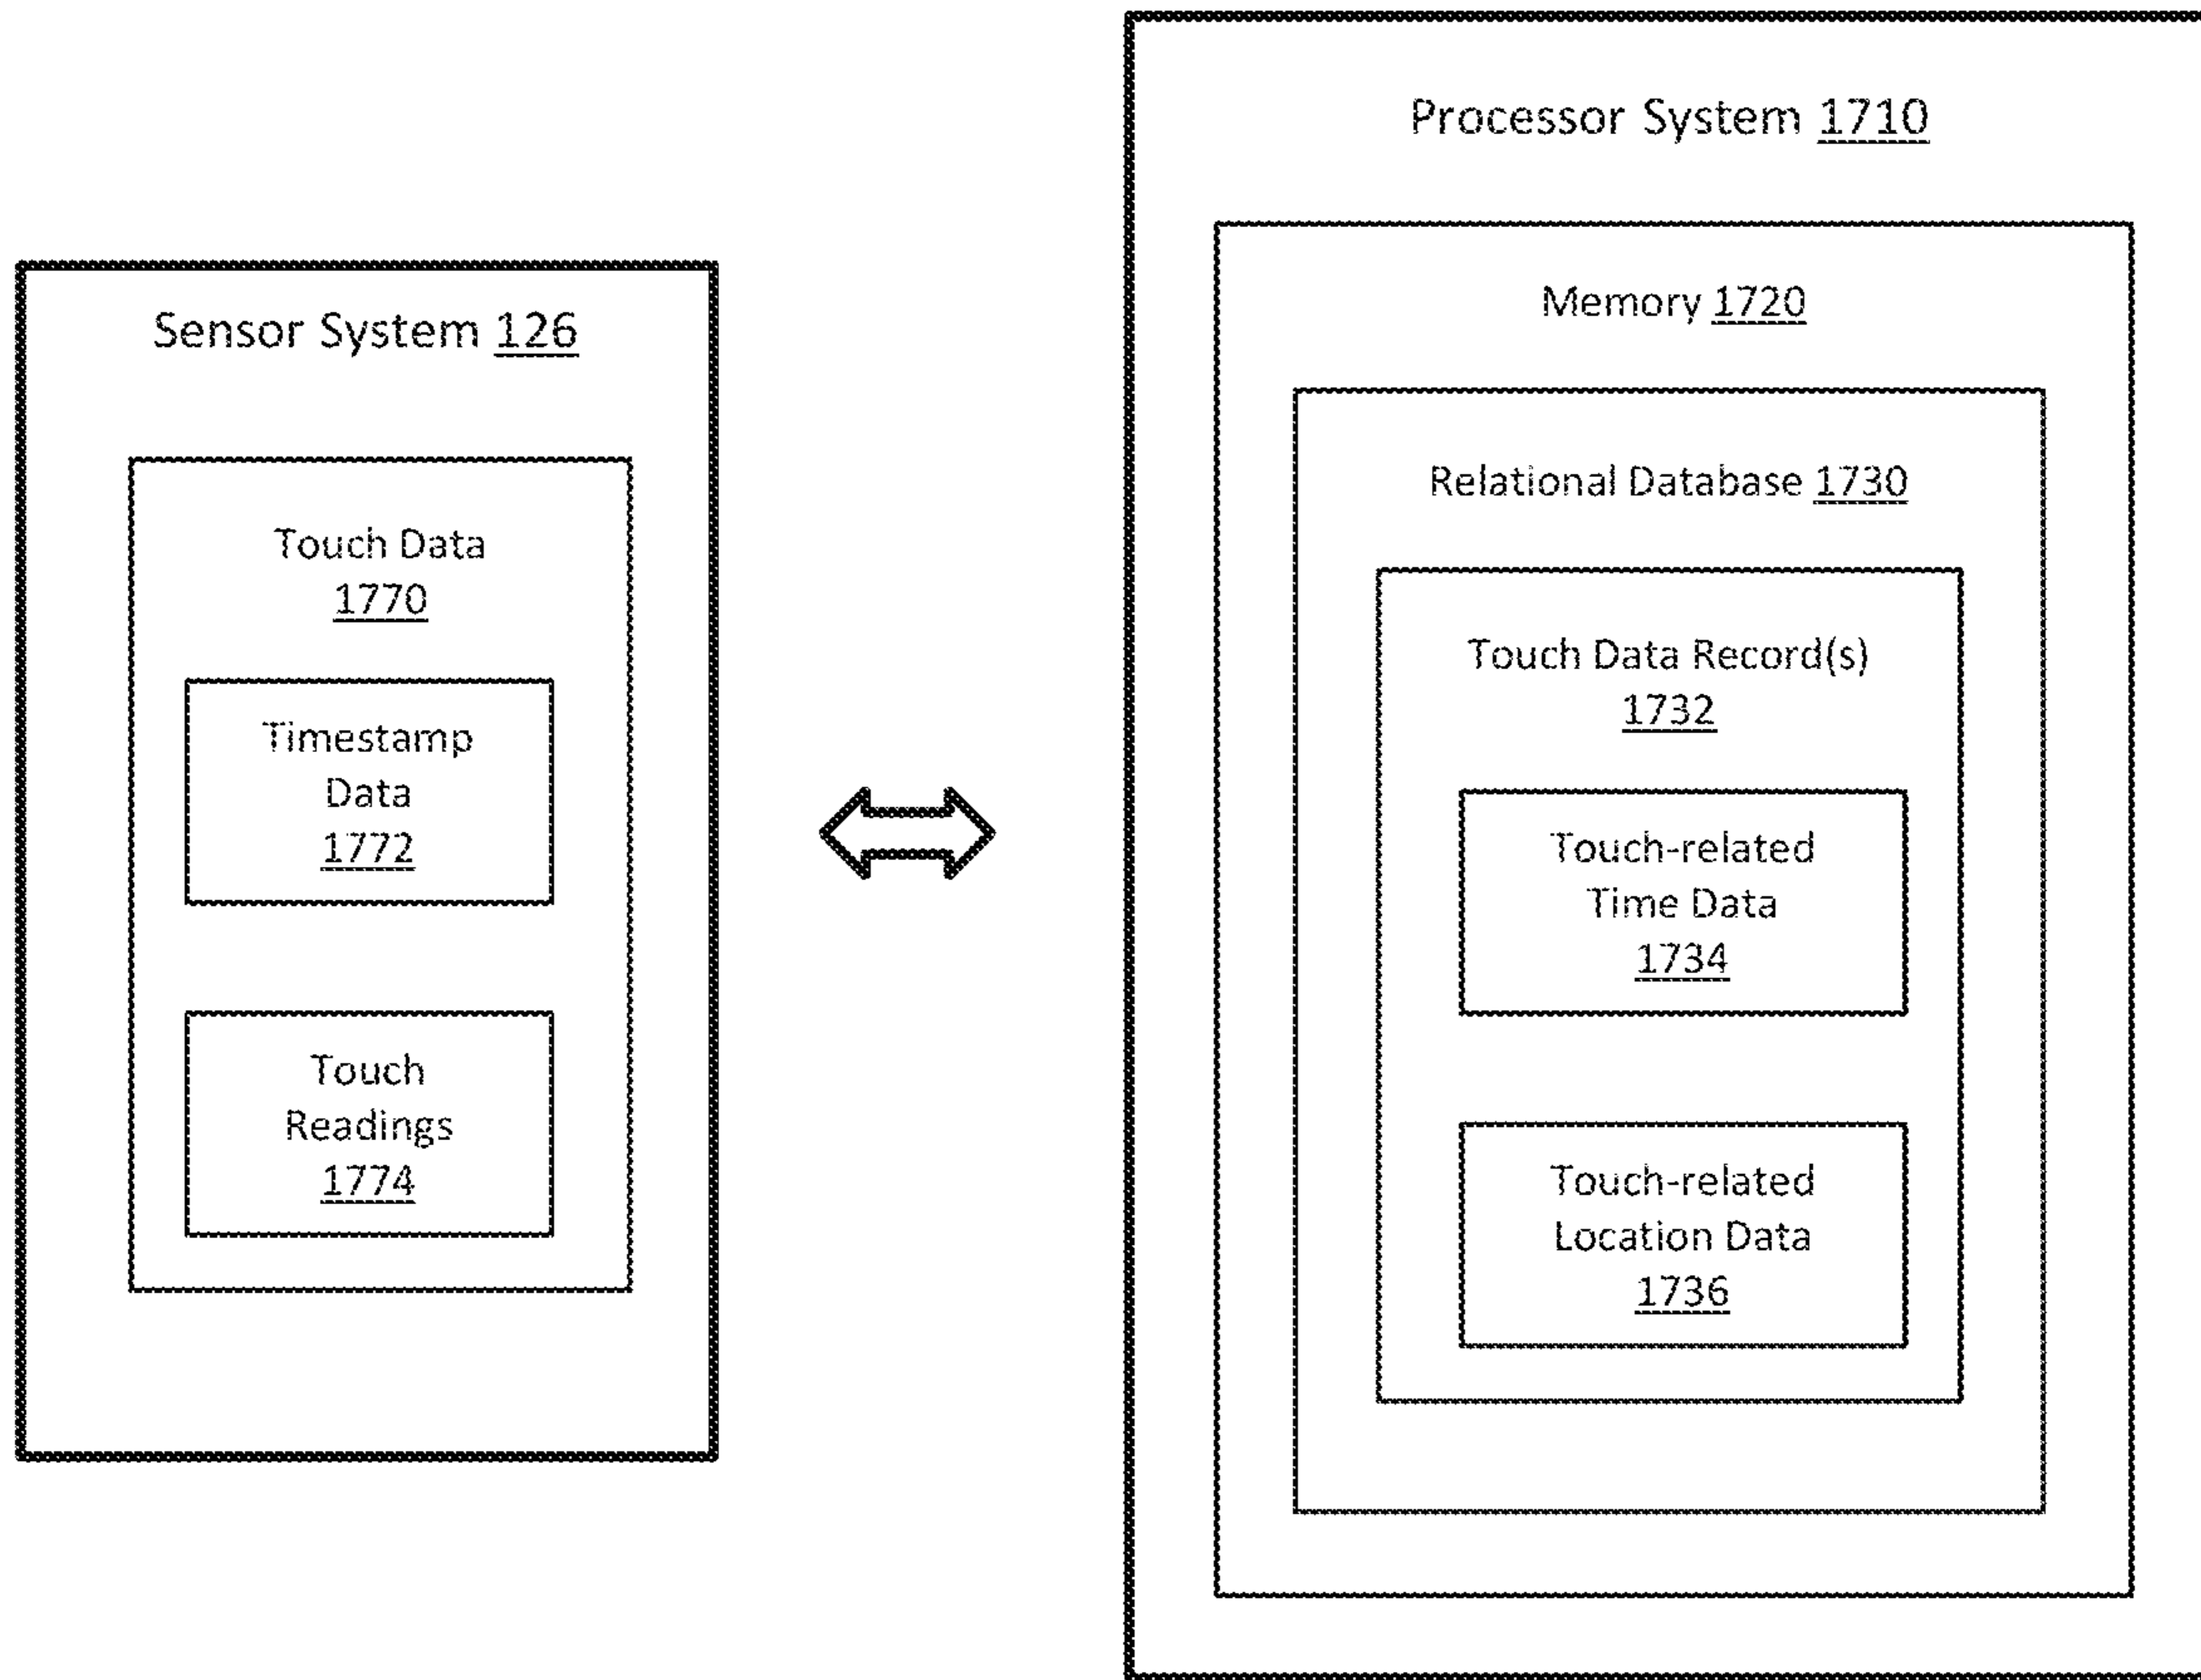 Sensor System 126
Touch Data
1770
Timestamp
Data
1772
Touch
Readings
1774
Processor System 1710
Memory 1720
Relational Database 1730
Touch Data Record(s)
1732
Touch-related
Time Data
1734
Touch-related
Location Data
1736